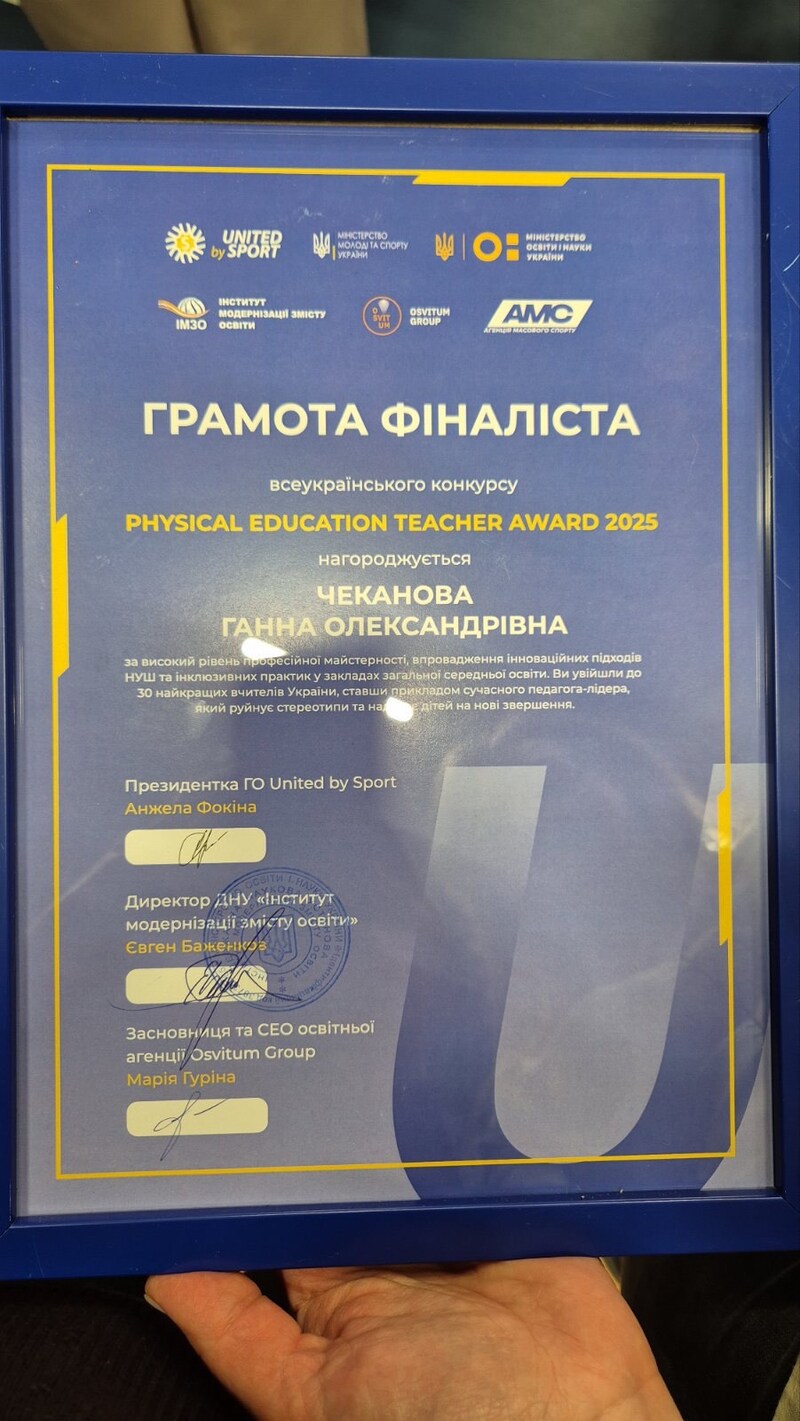 UNITED
by SPORT
МІНІСТЕРСТВО
МОЛОДІ ТА СПОРТУ
УКРАЇНИ
МІНІСТЕРСТВО
ОСВІТИ І НАУКИ
УКРАЇНИ
ІМЗО
ІНСТИТУТ
МОДЕРНІЗАЦІЇ ЗМІСТУ
ОСВІТИ
OSVITUM
OSVITUM
GROUP
АМС
АГЕНЦІЯ МАСОВОГО СПОРТУ
ГРАМОТА ФІНАЛІСТА
всеукраїнського конкурсу
PHYSICAL EDUCATION TEACHER AWARD 2025
нагороджується
ЧЕКАНОВА
ГАННА ОЛЕКСАНДРІВНА
за високий рівень професійної майстерності, впровадження інноваційних підходів
НУШ та інклюзивних практик у закладах загальної середньої освіти. Ви увійшли до
30 найкращих вчителів України, ставши прикладом сучасного педагога-лідера,
який руйнує стереотипи та дітей на нові звершення.
Президентка ГО United by Sport
Анжела Фокіна
Директор ДНУ «Інститут
модернізації змісту освіти»
Євген Баженков
Засновниця та СЕО освітньої
агенції Osvitum Group
Марія Гуріна